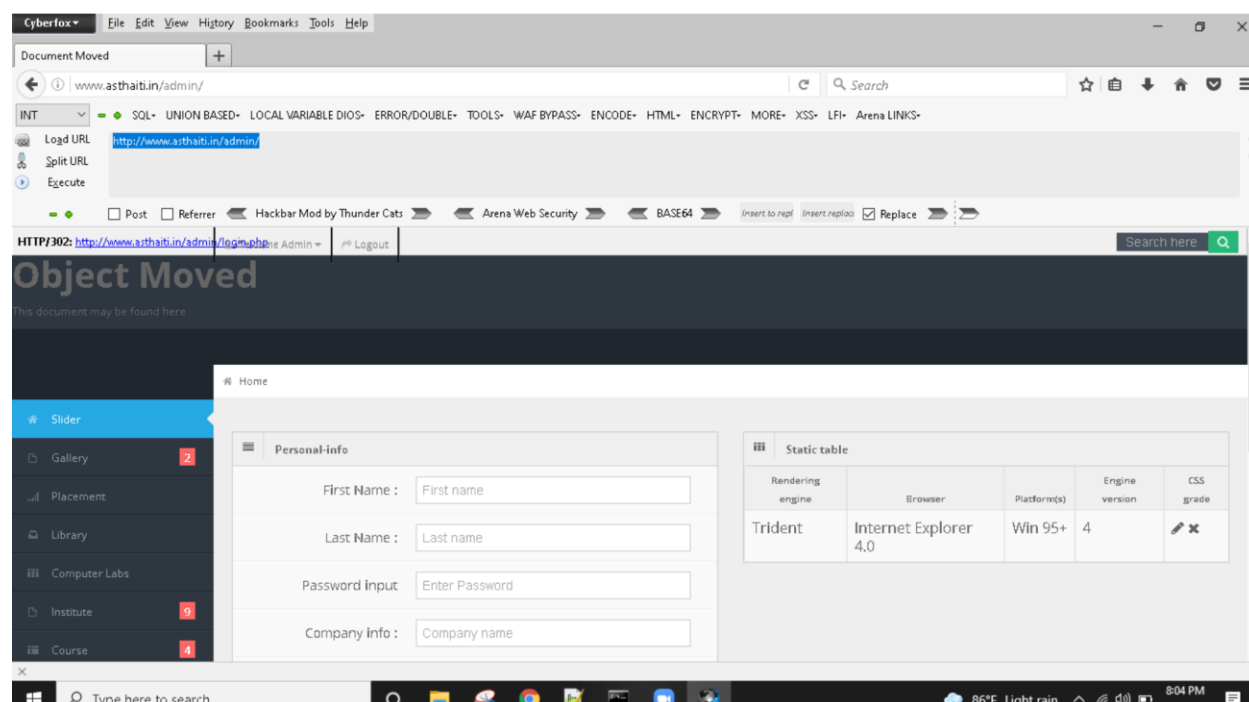 Cyberfox File Edit View History Bookmarks Tools Help
Document Moved +
www.asthaiti.in/admin/ Search
INT SQL UNION BASED LOCAL VARIABLE DIOS ERROR/DOUBLE TOOLS WAF BYPASS ENCODE HTML ENCRYPT MORE XSS LFI Arena LINKS
Load URL http://www.asthaiti.in/admin/
Split URL
Execute
Post Referrer Hackbar Mod by Thunder Cats Arena Web Security BASE64 Insert to repl Insert replac Replace
HTTP/302: http://www.asthaiti.in/admin/login.php Admin Logout Search here
Object Moved
This document may be found here
Home
Slider
Gallery 2
Placement
Library
Computer Labs
Institute 9
Course 4
Personal-info
First Name : First name
Last Name : Last name
Password input Enter Password
Company info : Company name
Static table
Rendering engine Browser Platform(s) Engine version CSS grade
Trident Internet Explorer 4.0 Win 95+ 4
Type here to search 86°F Light rain 8:04 PM